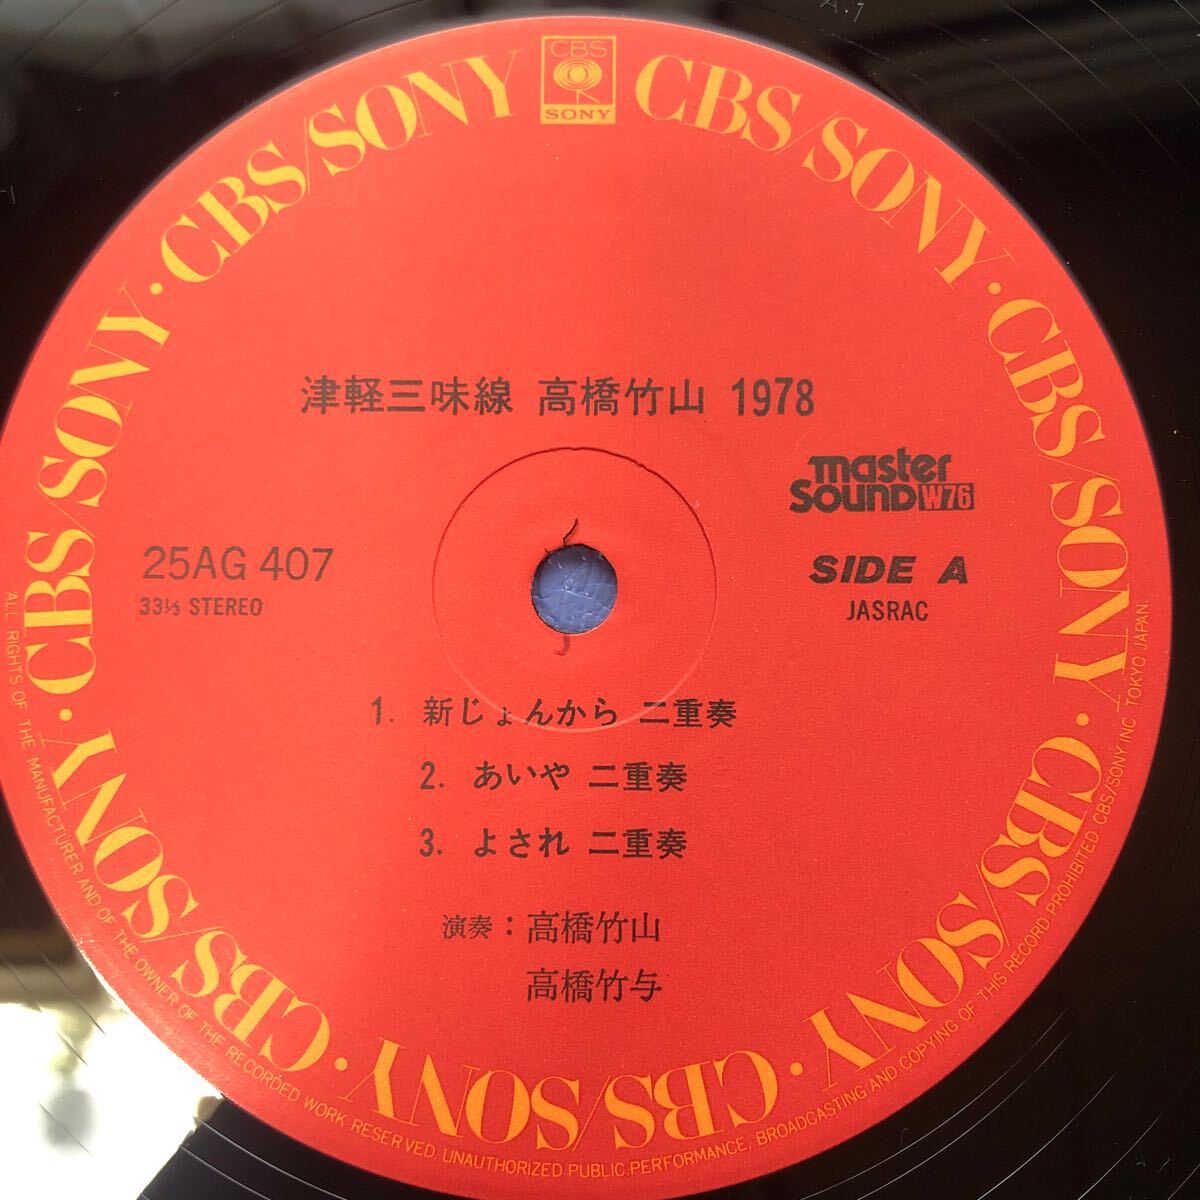 CBS
SONY
CBS/SONY · CBS/SONY · CBS/SONY · CBS/SONY · CBS/SONY · CBS/SONY · CBS/SONY · CBS/SONY · CBS/SONY
津軽三味線 高橋竹山 1978
master
SOUND W76
25AG 407
33⅓ STEREO
SIDE A
JASRAC
1. 新じょんから 二重奏
2. あいや 二重奏
3. よされ 二重奏
演奏：高橋竹山
高橋竹与
ALL RIGHTS OF THE MANUFACTURER AND OF THE OWNER OF THE RECORDED WORK RESERVED. UNAUTHORIZED PUBLIC PERFORMANCE, BROADCASTING AND COPYING OF THIS RECORD PROHIBITED CBS/SONY INC. TOKYO JAPAN.